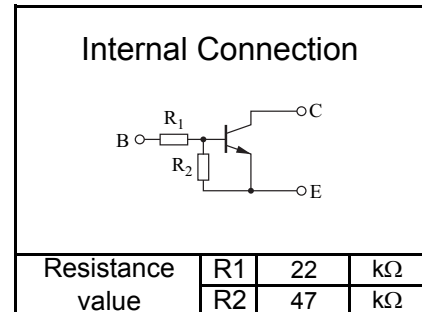 Internal Connection
C
R1
B
R2
E
Resistance value R1 22 kΩ
R2 47 kΩ